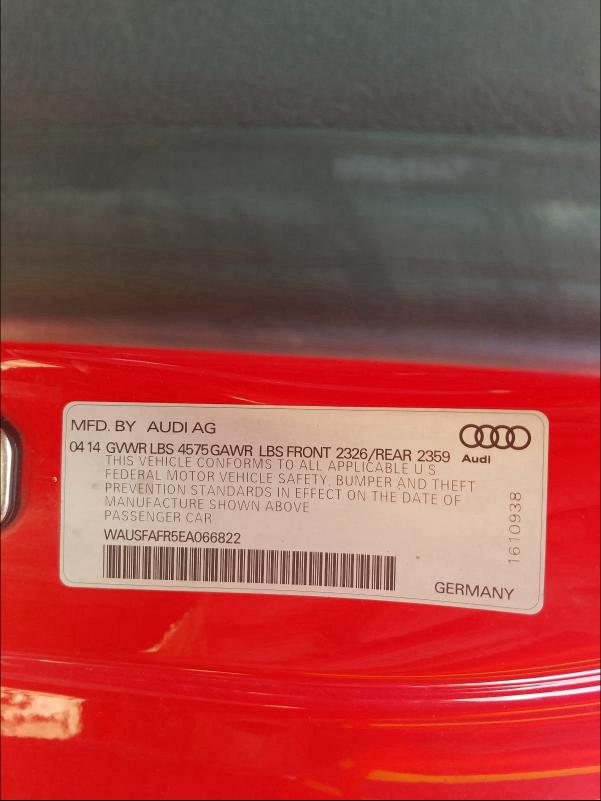 MFD. BY AUDI AG
04 14 GVWR LBS 4575 GAWR LBS FRONT 2326/REAR 2359
THIS VEHICLE CONFORMS TO ALL APPLICABLE U S
FEDERAL MOTOR VEHICLE SAFETY, BUMPER AND THEFT
PREVENTION STANDARDS IN EFFECT ON THE DATE OF
MANUFACTURE SHOWN ABOVE
PASSENGER CAR
WAUSFAFR5EA066822
Audi
1610938
GERMANY